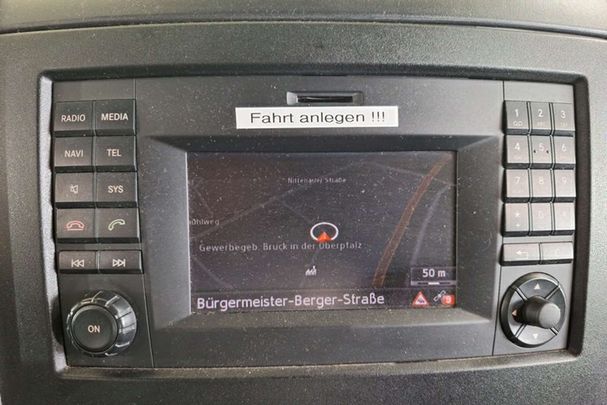 Fahrt anlegen !!!
RADIO MEDIA
NAVI TEL
SYS
ON
1 2 3
4 5 6
7 8 9
* 0 #
Nittenauer Straße
Gewerbegeb. Bruck in der Oberpfalz
50 m
Bürgermeister-Berger-Straße